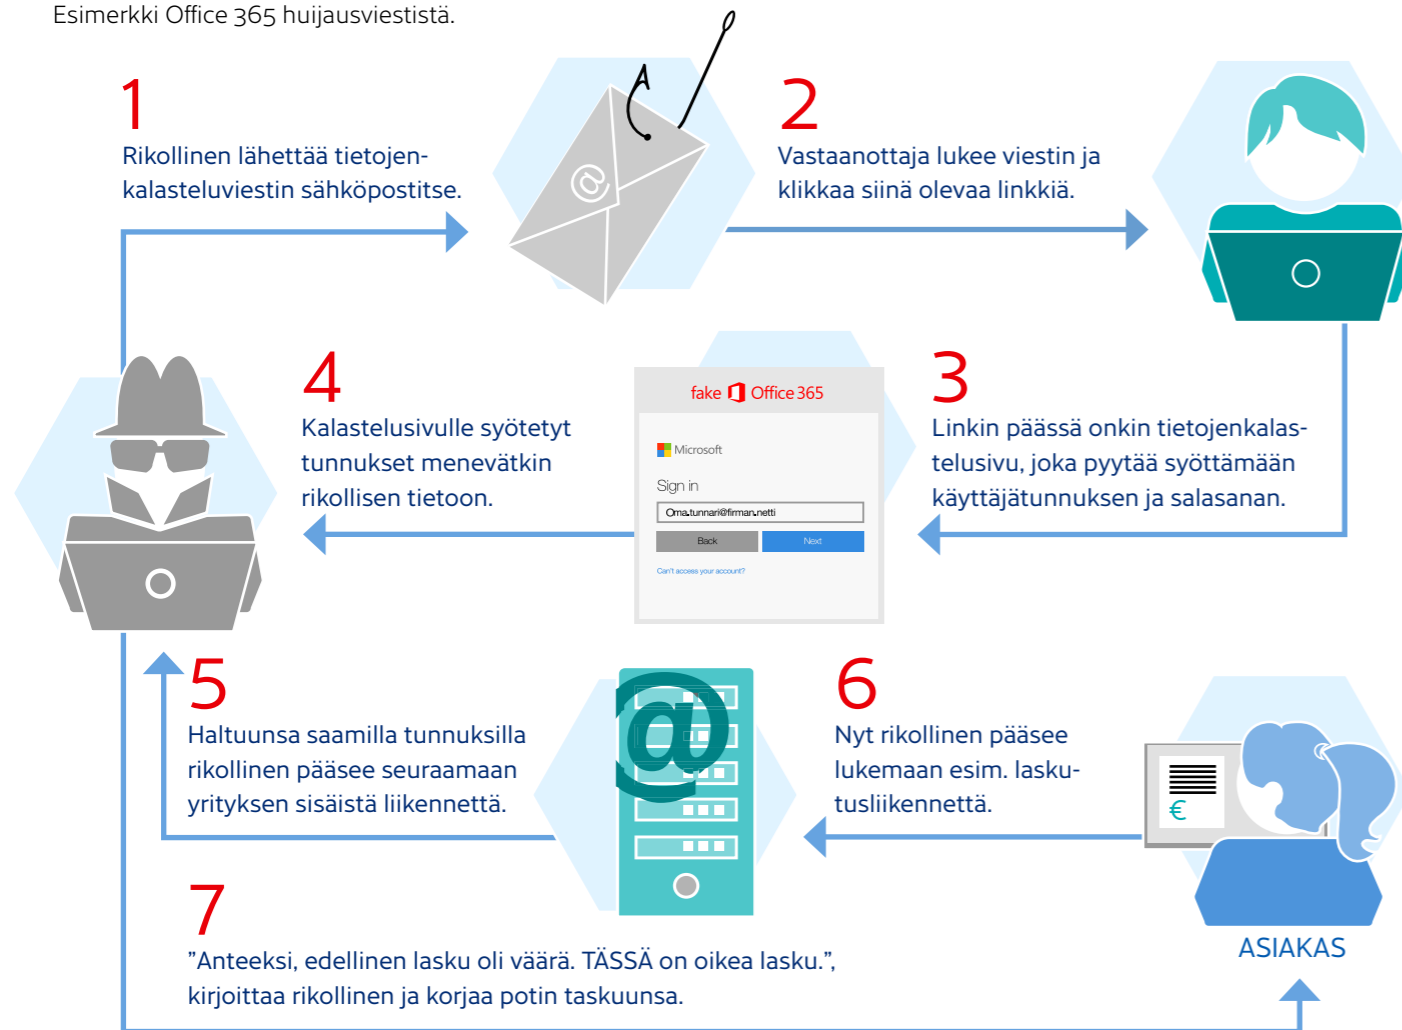 Esimerkki Office 365 huijausviestistä.
1
Rikollinen lähettää tietojen-
kalasteluviestin sähköpostitse.
@
2
Vastaanottaja lukee viestin ja
klikkaa siinä olevaa linkkiä.
3
Linkin päässä onkin tietojenkalas-
telusivu, joka pyytää syöttämään
käyttäjätunnuksen ja salasanan.
fake Office 365
Microsoft
Sign in
Oma.tunnari@firman.netti
Back
Next
Can't access your account?
4
Kalastelusivulle syötetyt
tunnukset menevätkin
rikollisen tietoon.
5
Haltuunsa saamilla tunnuksilla
rikollinen pääsee seuraamaan
yrityksen sisäistä liikennettä.
@
6
Nyt rikollinen pääsee
lukemaan esim. lasku-
tusliikennettä.
€
ASIAKAS
7
”Anteeksi, edellinen lasku oli väärä. TÄSSÄ on oikea lasku.”,
kirjoittaa rikollinen ja korjaa potin taskuunsa.